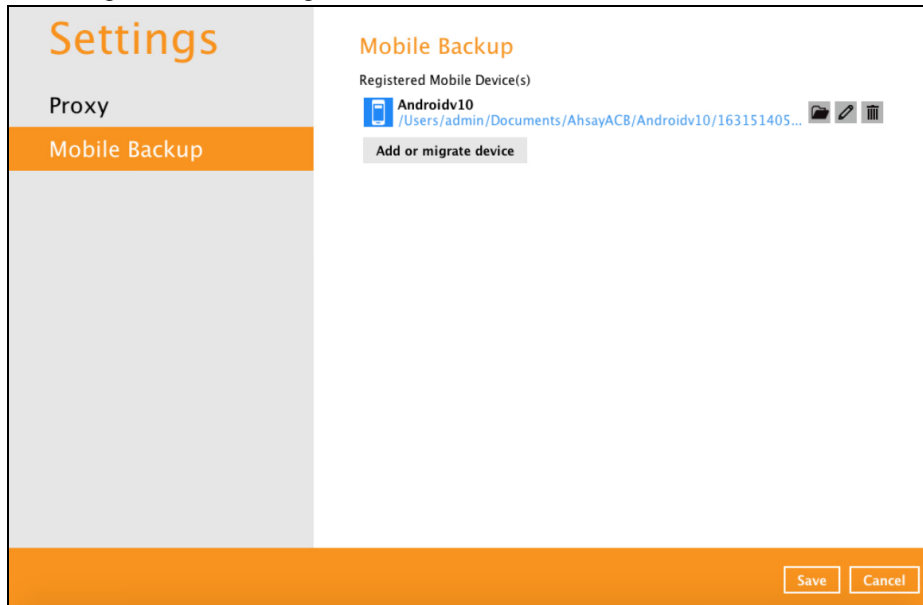 Settings
Proxy
Mobile Backup
Mobile Backup
Registered Mobile Device(s)
Androidv10
/Users/admin/Documents/AhsayACB/Androidv10/163151405...
Add or migrate device
Save
Cancel